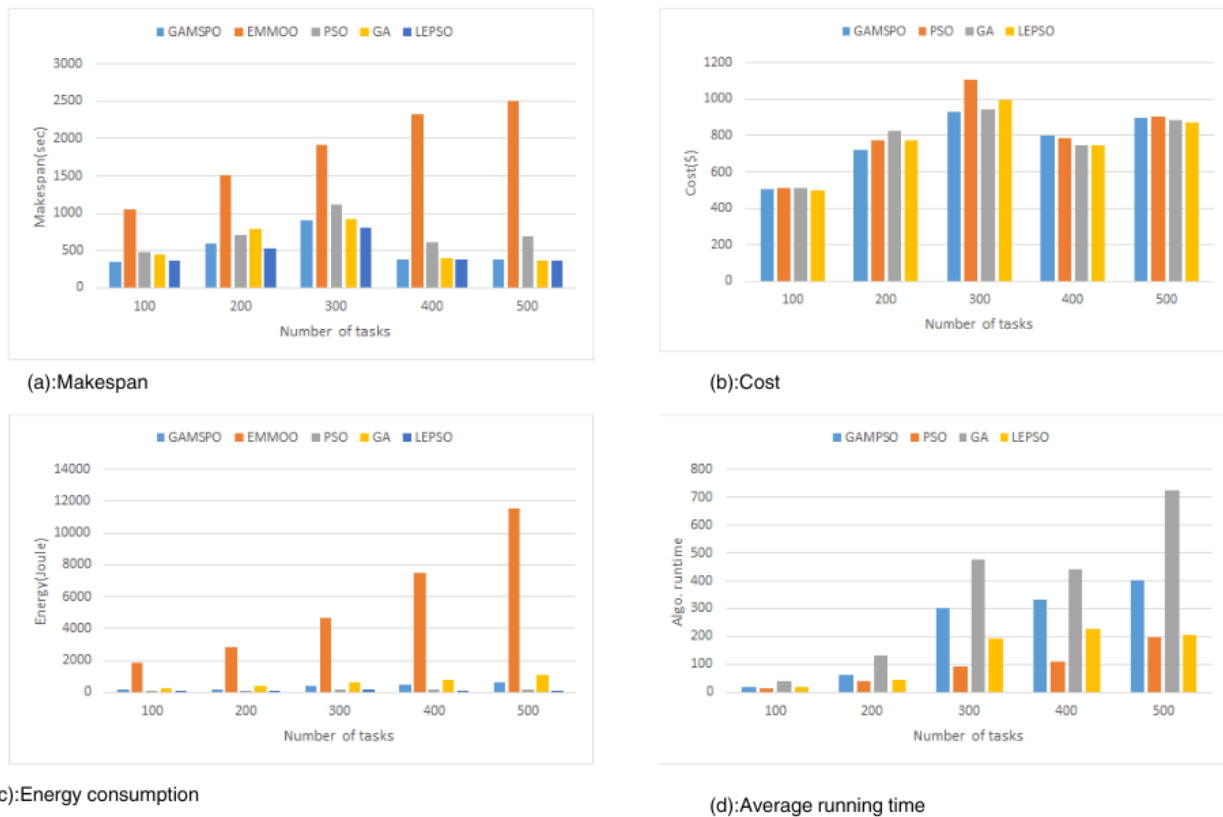 GAMSPO EMMOO PSO GA LEPSO
3000
2500
2000
1500
1000
500
0
Makespan(sec)
100 200 300 400 500
Number of tasks
(a):Makespan
GAMSPO PSO GA LEPSO
1200
1000
800
600
400
200
0
Cost($)
100 200 300 400 500
Number of tasks
(b):Cost
GAMSPO EMMOO PSO GA LEPSO
14000
12000
10000
8000
6000
4000
2000
0
Energy(Joule)
100 200 300 400 500
Number of tasks
c):Energy consumption
GAMPSO PSO GA LEPSO
800
700
600
500
400
300
200
100
0
Algo. runtime
100 200 300 400 500
Number of tasks
(d):Average running time